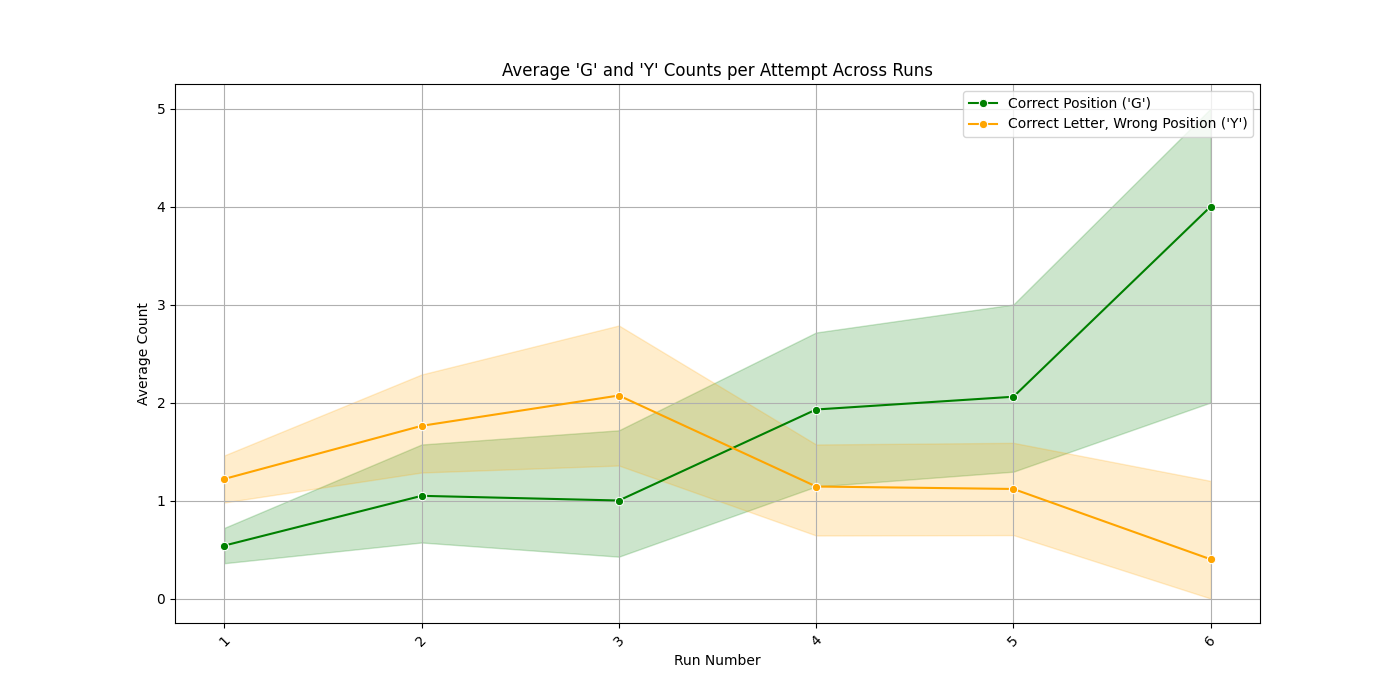 Average 'G' and 'Y' Counts per Attempt Across Runs
Correct Position ('G')
Correct Letter, Wrong Position ('Y')
Average Count
5
4
3
2
1
0
1
2
3
4
5
6
Run Number